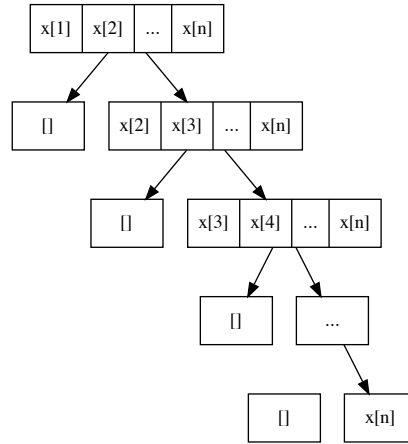 x[1] x[2] ... x[n]
[] x[2] x[3] ... x[n]
[] x[3] x[4] ... x[n]
[] ...
[] x[n]